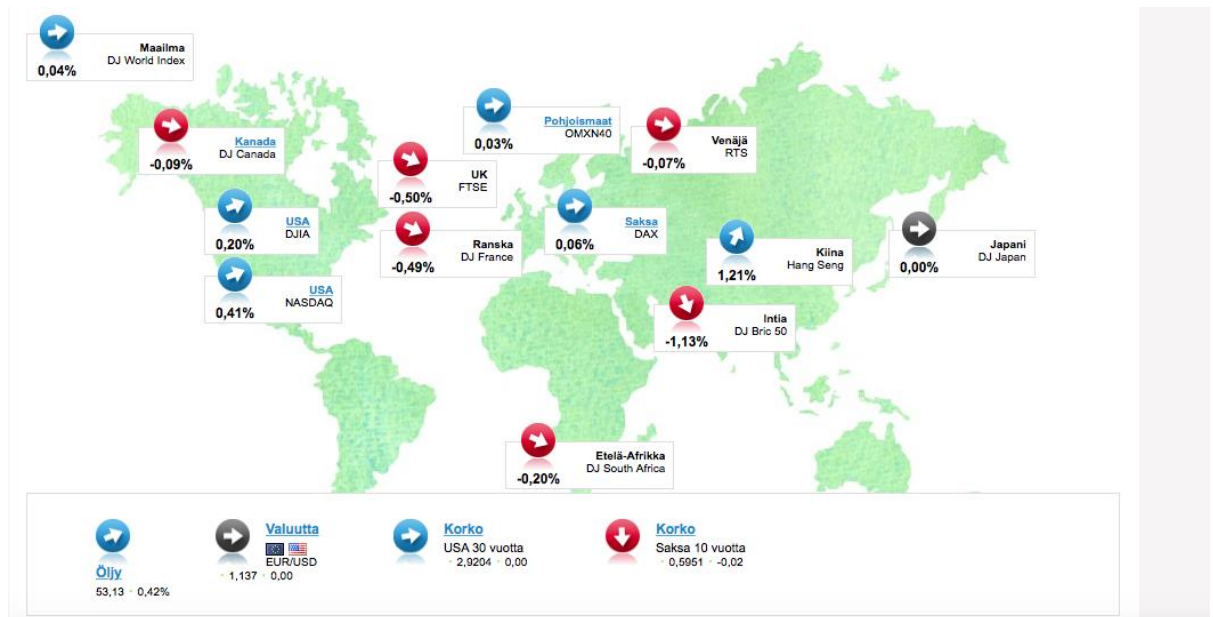 Maailma
DJ World Index
0,04%
Kanada
DJ Canada
-0,09%
Pohjoismaat
OMXN40
0,03%
Venäjä
RTS
-0,07%
UK
FTSE
-0,50%
USA
DJIA
0,20%
Ranska
DJ France
-0,49%
Saksa
DAX
0,06%
Kiina
Hang Seng
1,21%
Japani
DJ Japan
0,00%
USA
NASDAQ
0,41%
Intia
DJ Bric 50
-1,13%
Etelä-Afrikka
DJ South Africa
-0,20%
Öljy
53,13 · 0,42%
Valuutta
EUR/USD
· 1,137 · 0,00
Korko
USA 30 vuotta
· 2,9204 · 0,00
Korko
Saksa 10 vuotta
· 0,5951 · -0,02